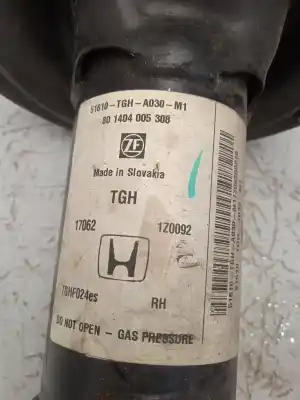 51610-TGH-A030-M1
80 1404 005 308
ZF
Made in Slovakia
TGH
17062 1Z0092
TGHF024es RH
DO NOT OPEN - GAS PRESSURE